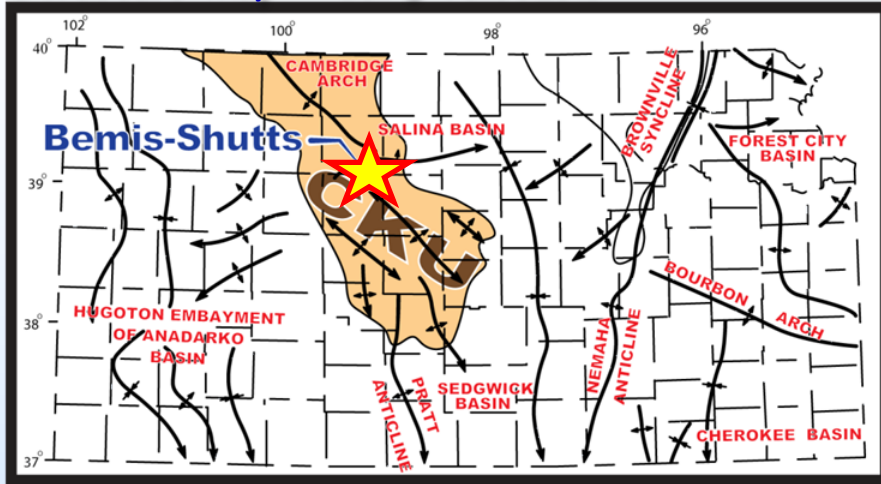 102°
100°
98°
96°
40°
CAMBRIDGE
ARCH
BROWNVILLE
SYNCLINE
Bemis-Shutts
SALINA BASIN
FOREST CITY
BASIN
39°
CKU
BOURBON
ARCH
HUGOTON EMBAYMENT
OF ANADARKO
BASIN
38°
NEMAHA
ANTICLINE
PRATT
ANTICLINE
SEDGWICK
BASIN
CHEROKEE BASIN
37°